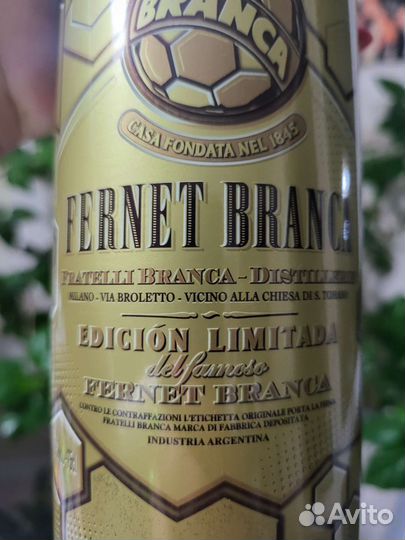 BRANCA
CASA FONDATA NEL 1845
FERNET BRANCA
FRATELLI BRANCA - DISTILLERIE
MILANO - VIA BROLETTO - VICINO ALLA CHIESA DI S. TOMASO
EDICIÓN LIMITADA
del famoso
FERNET BRANCA
CONTRO LE CONTRAFFAZIONI L'ETICHETTA ORIGINALE PORTA LA FIRMA
FRATELLI BRANCA MARCA DI FABBRICA DEPOSITATA
INDUSTRIA ARGENTINA
Avito